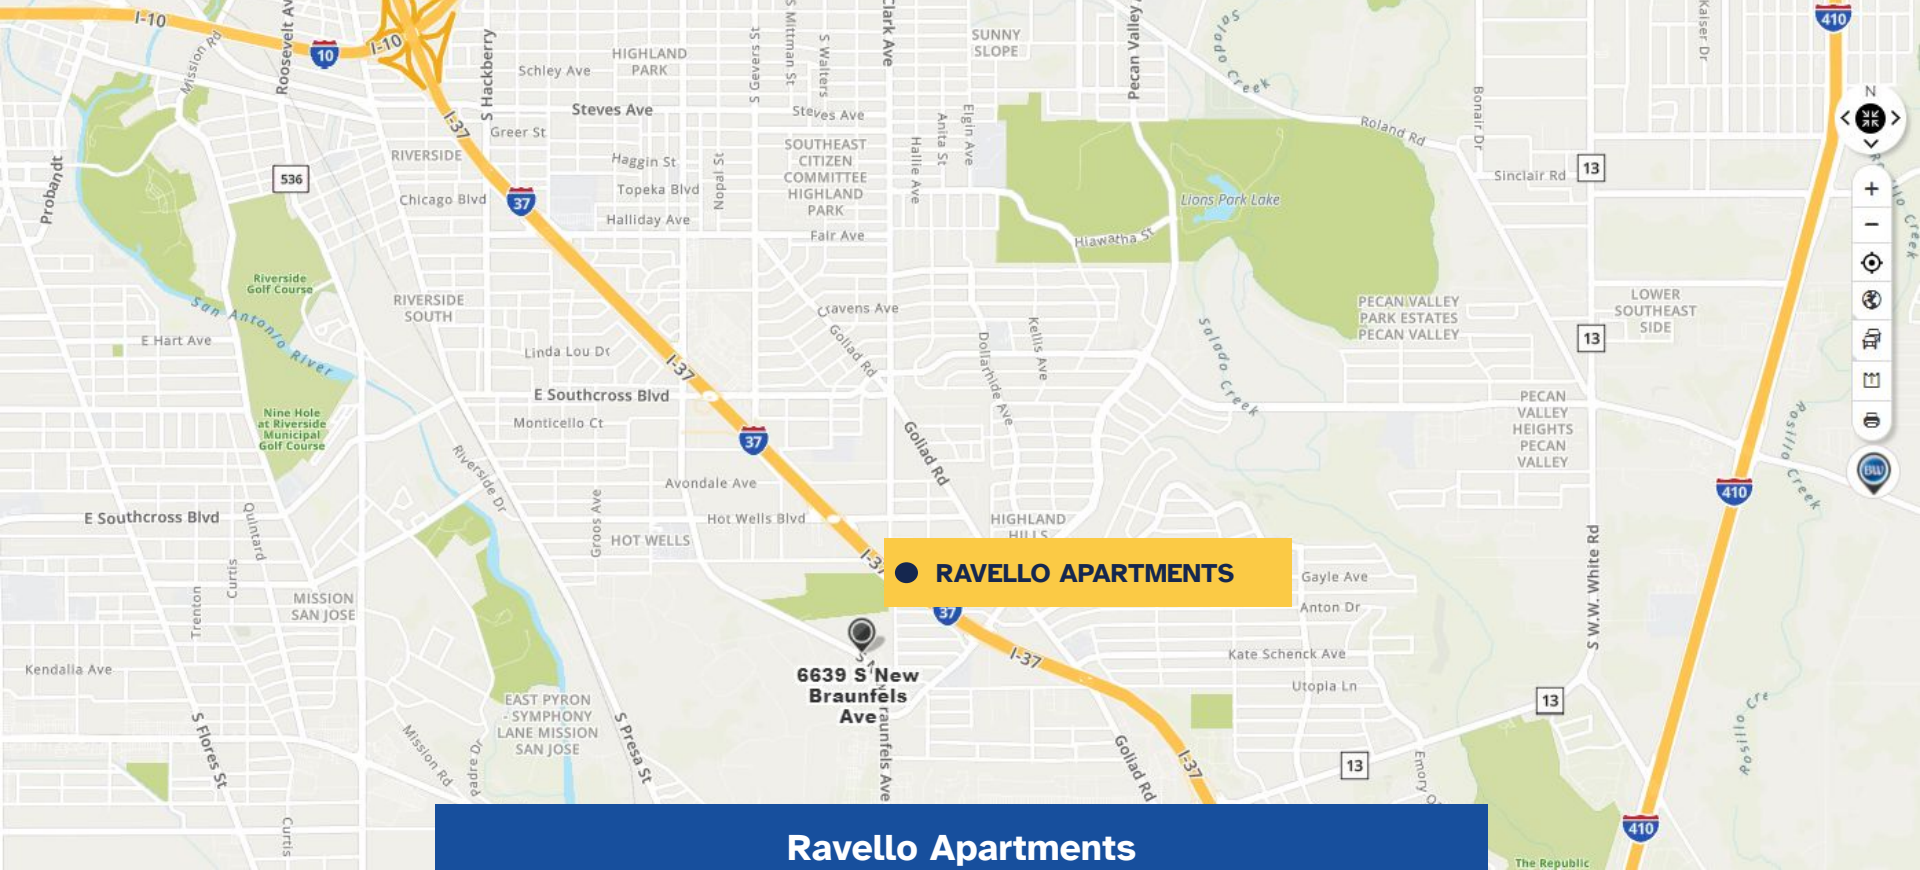 I-10
Mission Rd
Roosevelt Av
10
I-10
S Hackberry
HIGHLAND
PARK
Schley Ave
S Gevers St
S Mittman St
S Walters
Clark Ave
SUNNY
SLOPE
Pecan Valley
Salado Creek
Kaiser Dr
410
N
I-37
Steves Ave
Steves Ave
Greer St
Elgin Ave
Anita St
Hallie Ave
Roland Rd
Bonair Dr
Probandt
536
RIVERSIDE
Haggin St
Nopal St
SOUTHEAST
CITIZEN
COMMITTEE
HIGHLAND
PARK
Sinclair Rd
13
Chicago Blvd
37
Topeka Blvd
Halliday Ave
Fair Ave
Lions Park Lake
Hiawatha St
Riverside
Golf Course
San Antonio River
RIVERSIDE
SOUTH
Cravens Ave
Goliad Rd
Kellis Ave
Dollarhide Ave
Salado Creek
PECAN VALLEY
PARK ESTATES
PECAN VALLEY
LOWER
SOUTHEAST
SIDE
13
E Hart Ave
Linda Lou Dr
I-37
E Southcross Blvd
Monticello Ct
Nine Hole
at Riverside
Municipal
Golf Course
37
Goliad Rd
PECAN
VALLEY
HEIGHTS
PECAN
VALLEY
Rosillo Creek
BW
410
Riverside Dr
Avondale Ave
Groos Ave
Hot Wells Blvd
HOT WELLS
E Southcross Blvd
Quintard
Curtis
Trenton
HIGHLAND
HILLS
I-37
RAVELLO APARTMENTS
Gayle Ave
Anton Dr
S W.W. White Rd
MISSION
SAN JOSE
37
I-37
Kate Schenck Ave
Utopia Ln
6639 S New
Braunfels
Ave
raunfels Ave
Kendalia Ave
EAST PYRON
- SYMPHONY
LANE MISSION
SAN JOSE
S Flores St
Mission Rd
Padre Dr
S Presa St
Goliad Rd
I-37
13
13
Emory
Rosillo Cre
410
Curtis
Ravello Apartments
The Republic